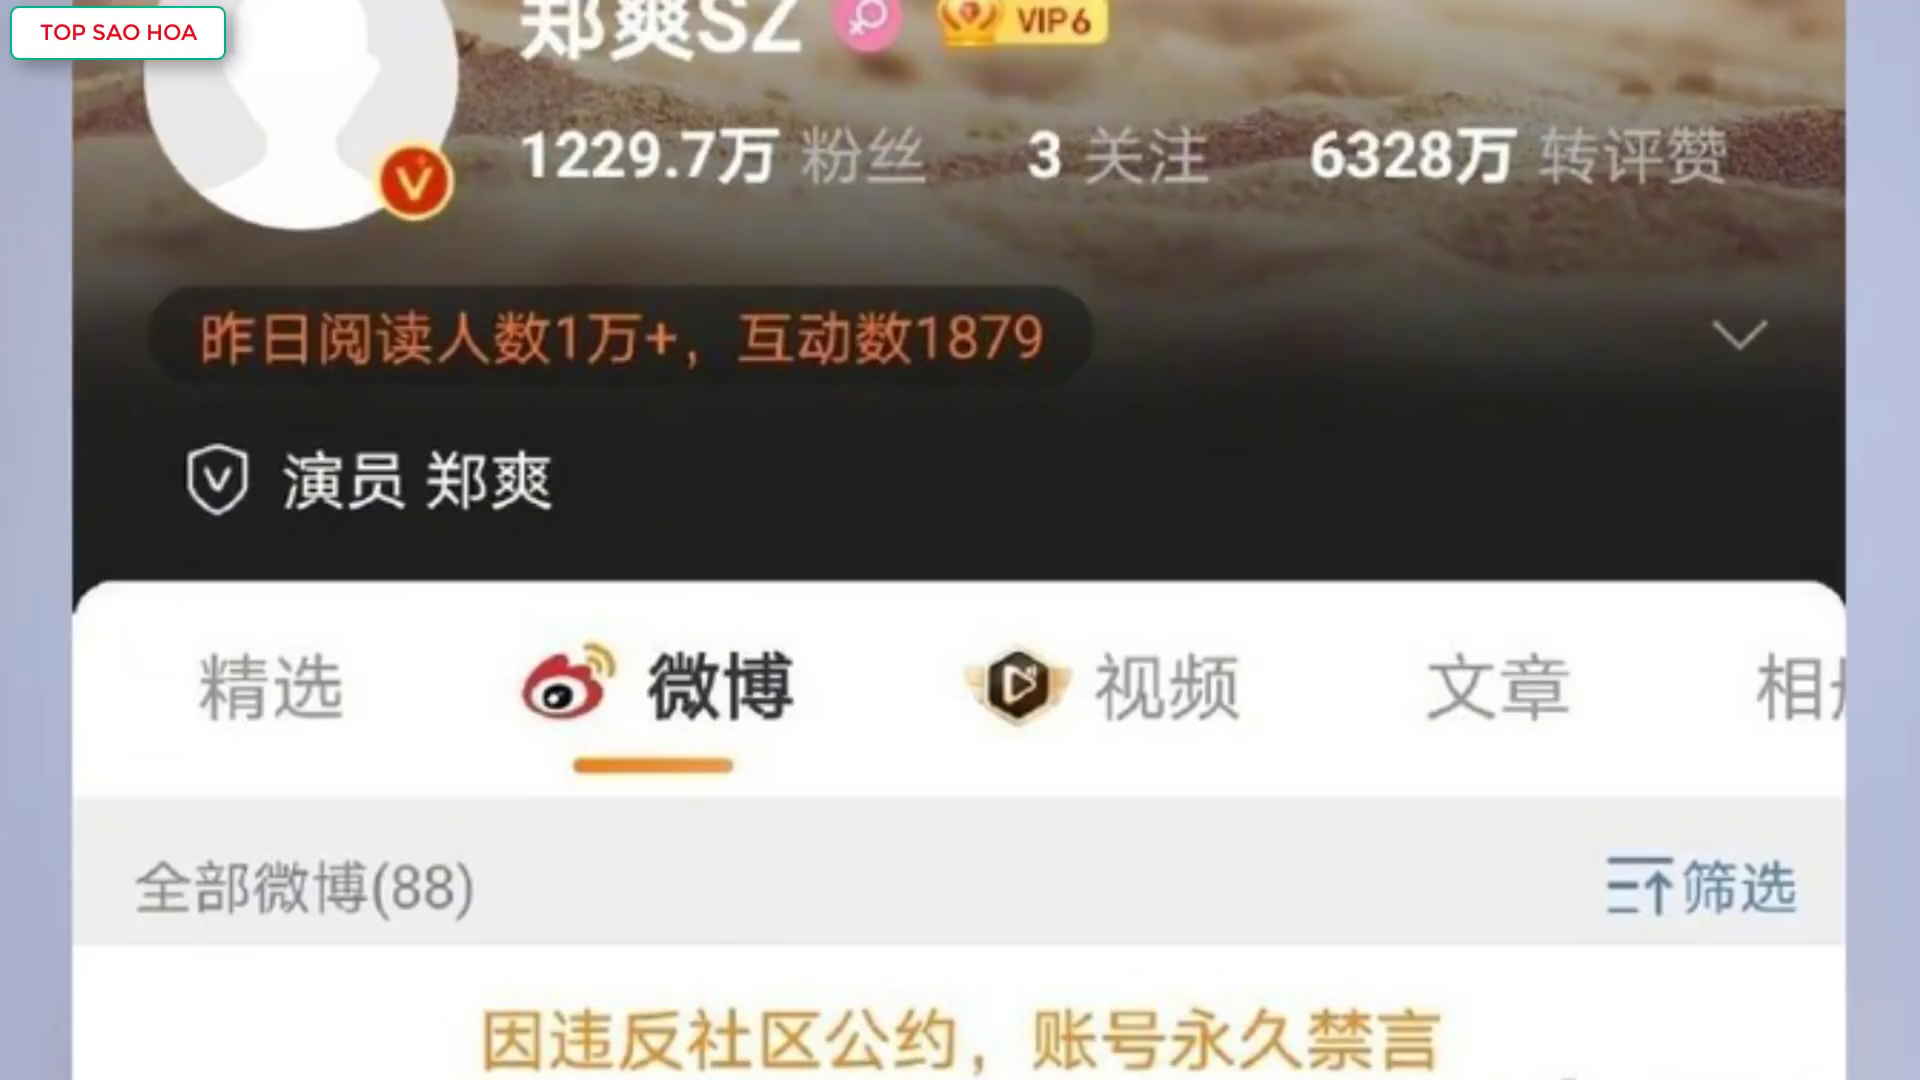 TOP SAO HOA
郑爽SZ VIP6
1229.7万 粉丝 3 关注 6328万 转评赞
昨日阅读人数1万+，互动数1879
演员 郑爽
精选 微博 视频 文章 相
全部微博(88) 筛选
因违反社区公约，账号永久禁言